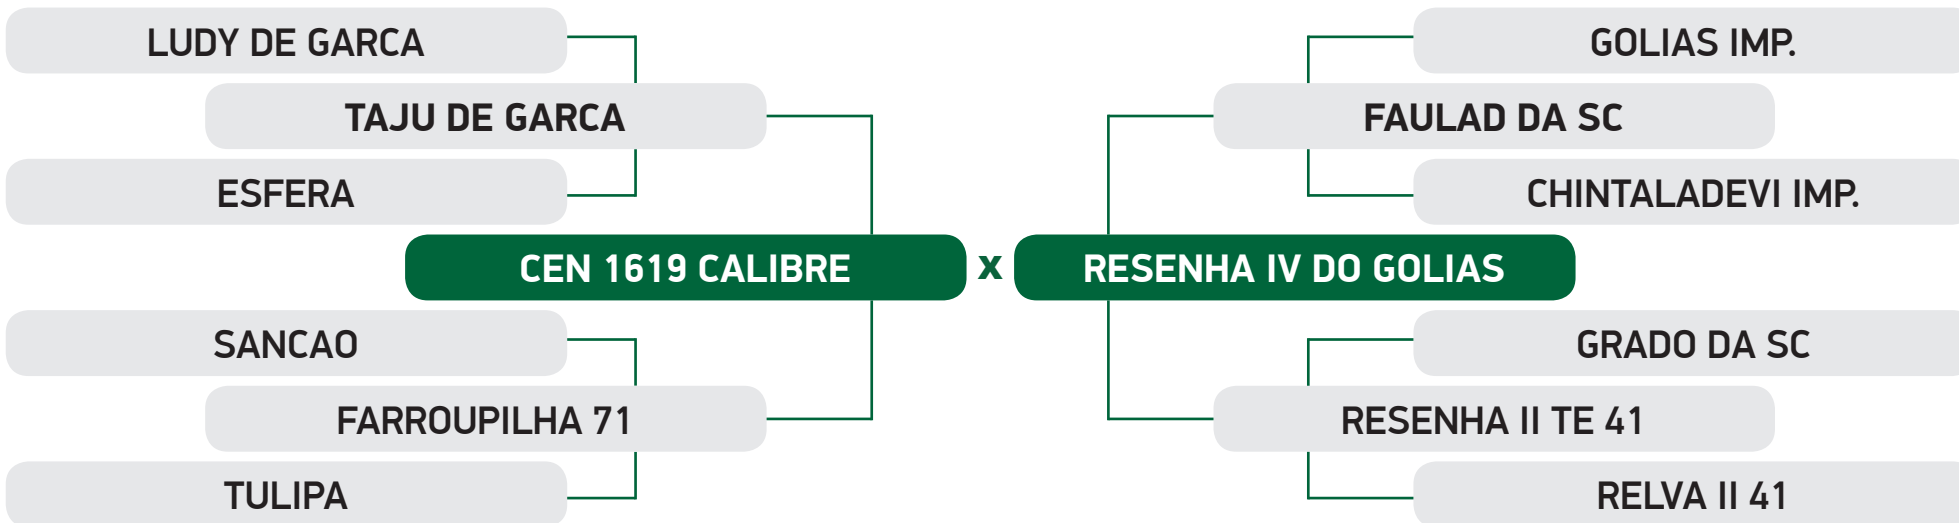 LUDY DE GARCA
GOLIAS IMP.
TAJU DE GARCA
FAULAD DA SC
ESFERA
CHINTALADEVI IMP.
CEN 1619 CALIBRE x RESENHA IV DO GOLIAS
SANCAO
GRADO DA SC
FARROUPILHA 71
RESENHA II TE 41
TULIPA
RELVA II 41